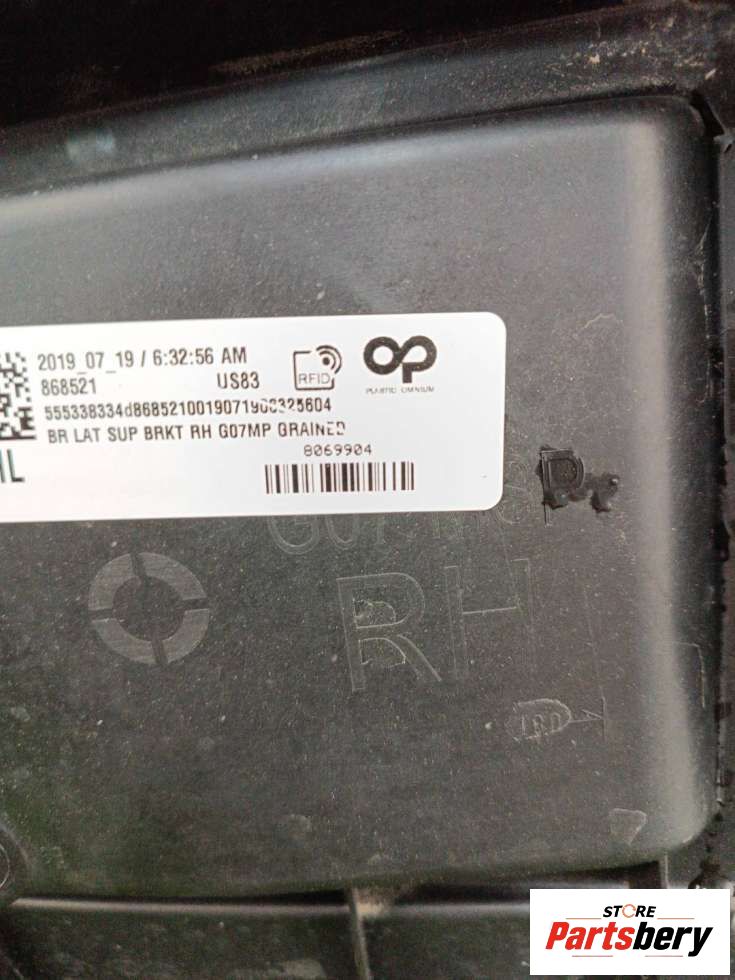 2019_07_19 / 6:32:56 AM
868521 US83
RFID
OP
PLASTIC OMNIUM
BR LAT SUP BRKT RH G07MP GRAINED
8069904
RH
STORE
Partsbery